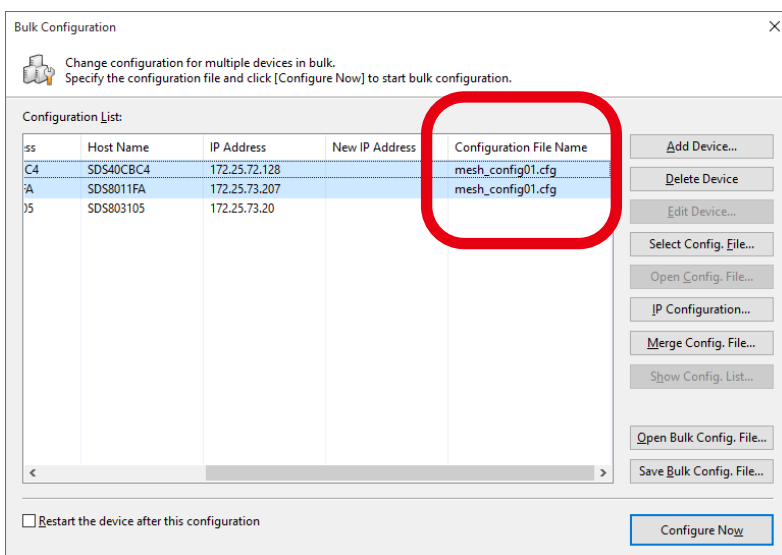 Bulk Configuration
Change configuration for multiple devices in bulk.
Specify the configuration file and click [Configure Now] to start bulk configuration.
Configuration List:
ss Host Name IP Address New IP Address Configuration File Name
C4 SDS40CBC4 172.25.72.128 mesh_config01.cfg
FA SDS8011FA 172.25.73.207 mesh_config01.cfg
05 SDS803105 172.25.73.20
Add Device...
Delete Device
Edit Device...
Select Config. File...
Open Config. File...
IP Configuration...
Merge Config. File...
Show Config. List...
Open Bulk Config. File...
Save Bulk Config. File...
Restart the device after this configuration
Configure Now